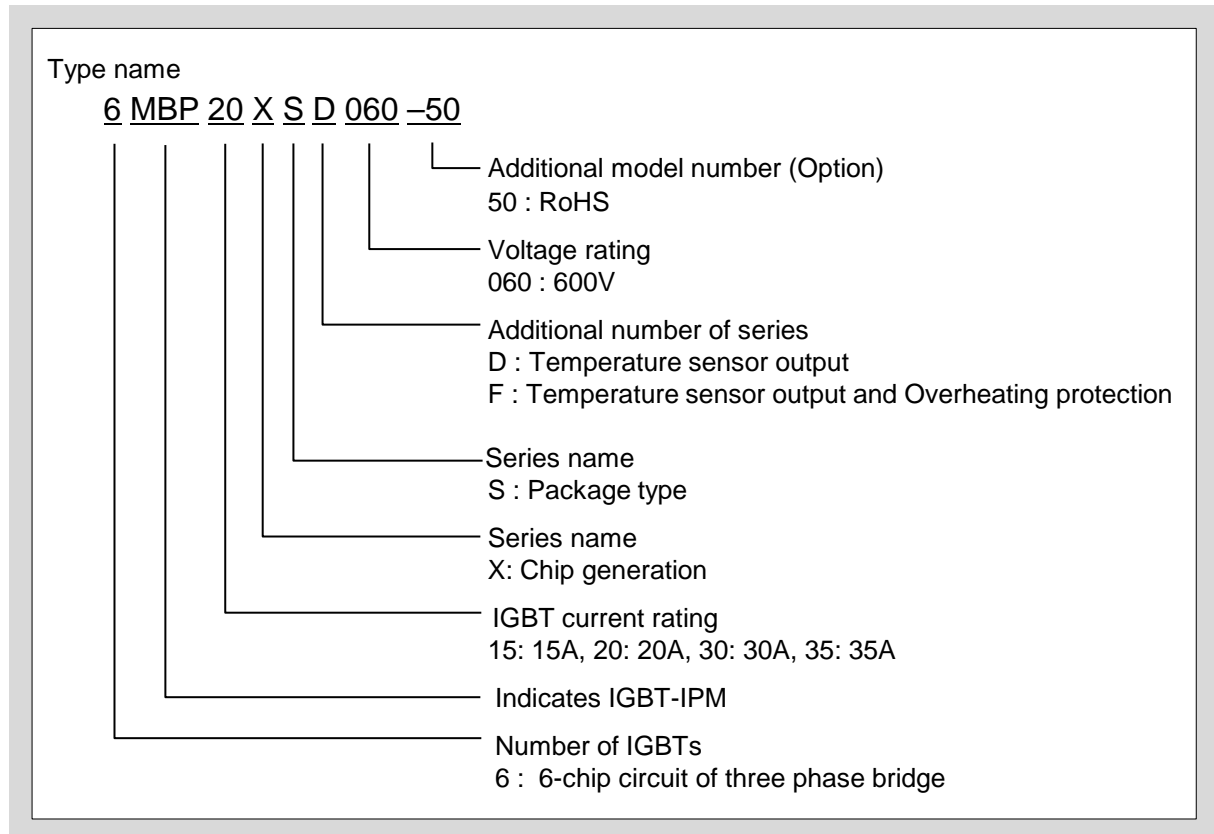 Type name
6 MBP 20 X S D 060 –50
Additional model number (Option)
50 : RoHS
Voltage rating
060 : 600V
Additional number of series
D : Temperature sensor output
F : Temperature sensor output and Overheating protection
Series name
S : Package type
Series name
X: Chip generation
IGBT current rating
15: 15A, 20: 20A, 30: 30A, 35: 35A
Indicates IGBT-IPM
Number of IGBTs
6 : 6-chip circuit of three phase bridge